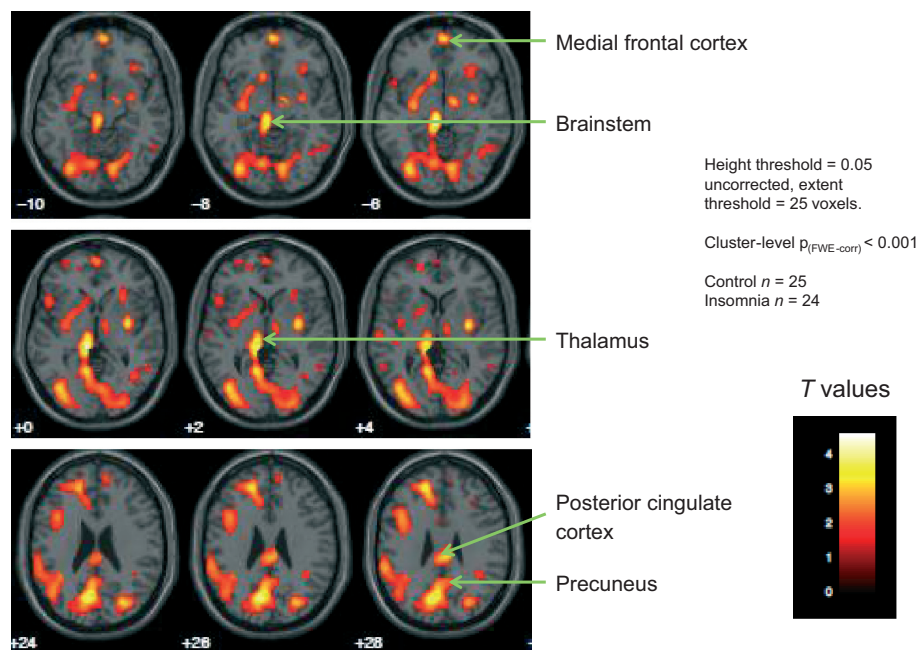 Medial frontal cortex
Brainstem
−10
−8
−6
Height threshold = 0.05
uncorrected, extent
threshold = 25 voxels.
Cluster-level p(FWE-corr) < 0.001
Control n = 25
Insomnia n = 24
Thalamus
+0
+2
+4
T values
4
3
2
1
0
Posterior cingulate
cortex
Precuneus
+24
+26
+28